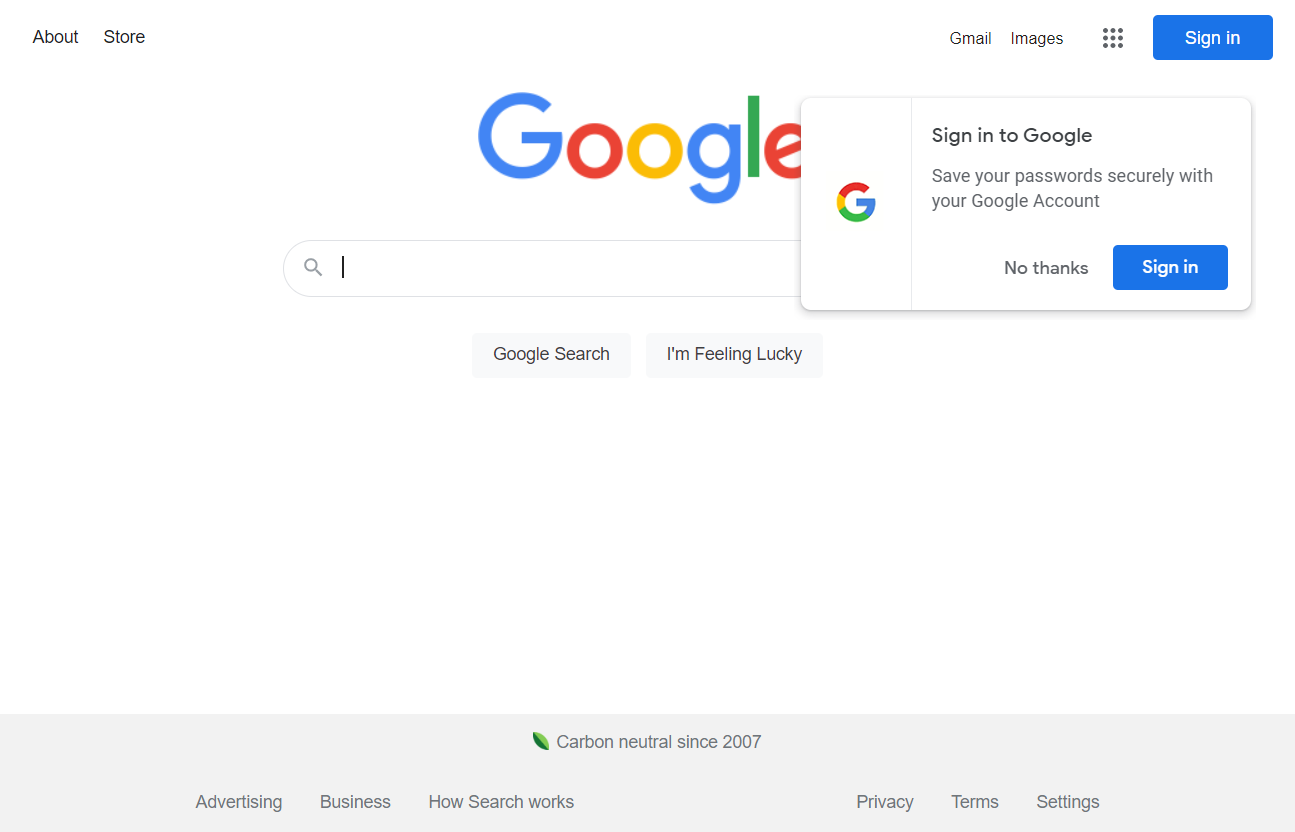 About Store Gmail Images Sign in
Google
Sign in to Google
Save your passwords securely with
your Google Account
No thanks Sign in
Google Search I'm Feeling Lucky
Carbon neutral since 2007
Advertising Business How Search works Privacy Terms Settings